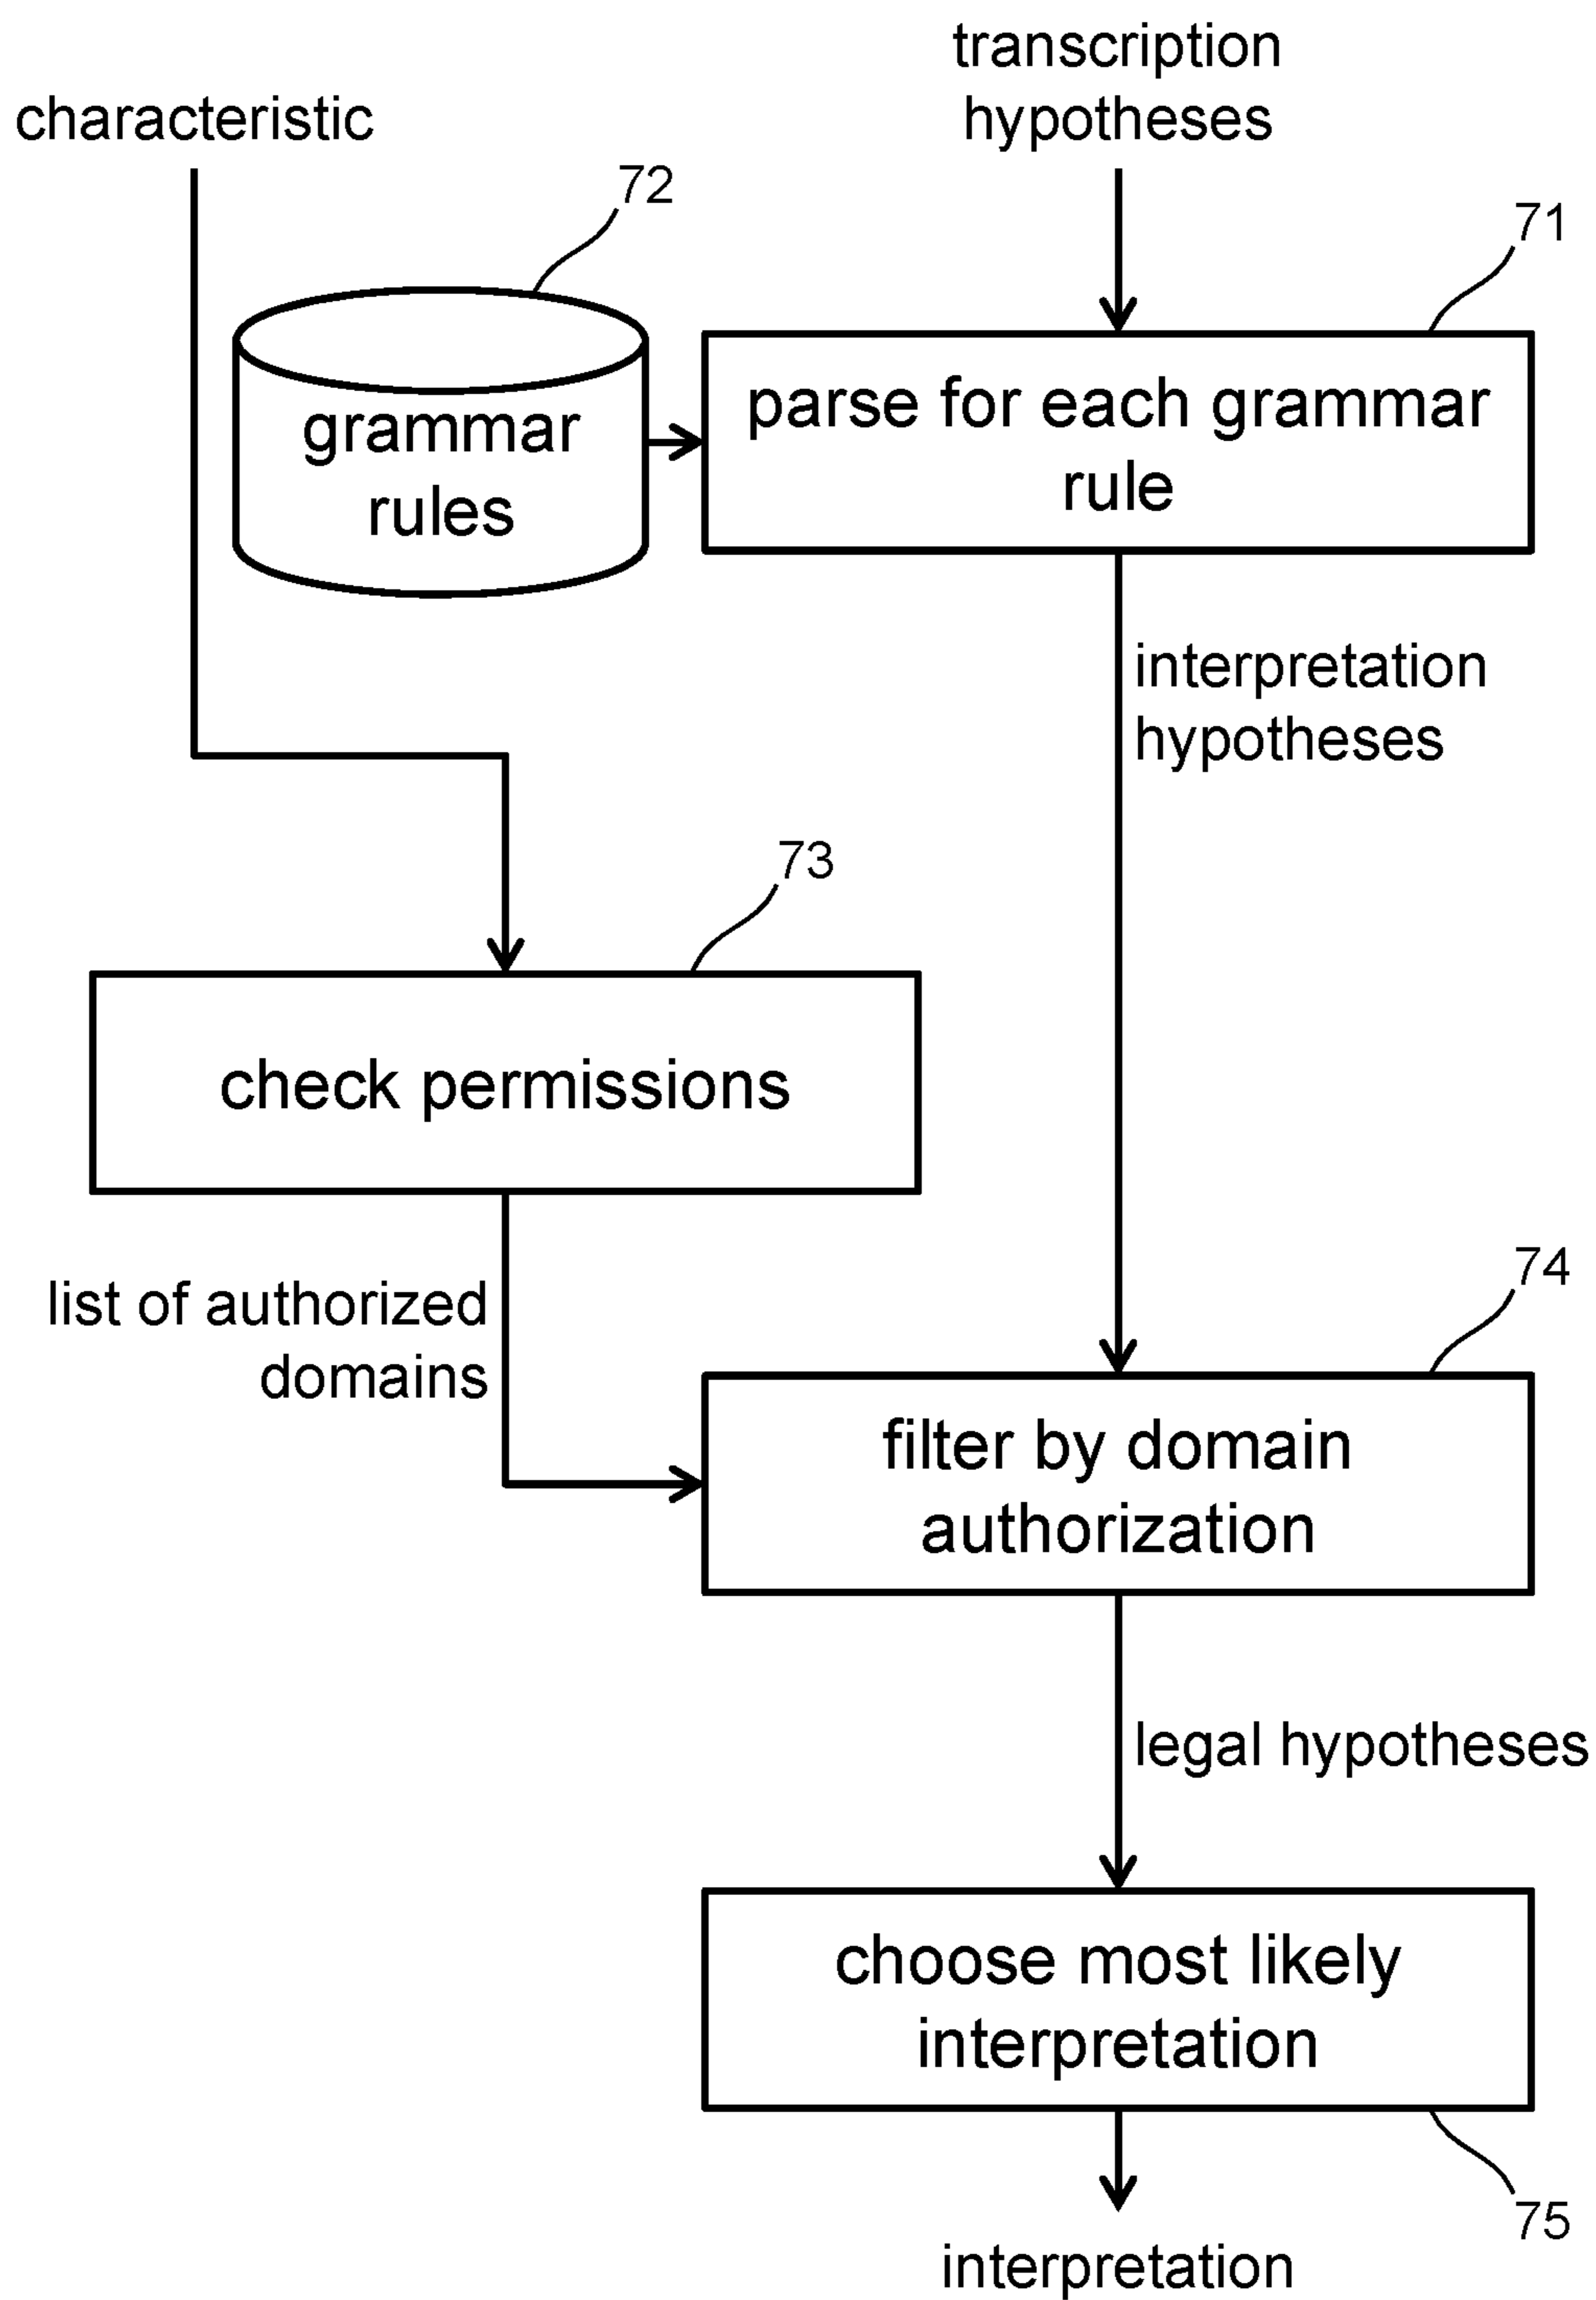 transcription
hypotheses
characteristic
72
71
grammar
rules
parse for each grammar
rule
interpretation
hypotheses
73
check permissions
list of authorized
domains
74
filter by domain
authorization
legal hypotheses
choose most likely
interpretation
75
interpretation